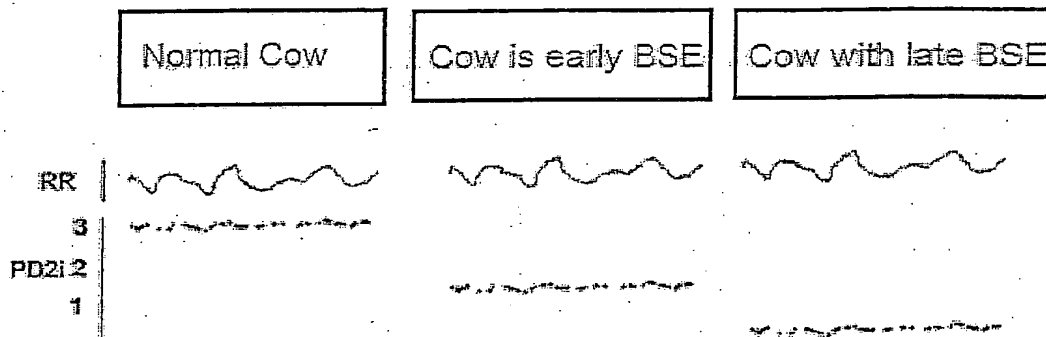 Normal Cow
Cow is early BSE
Cow with late BSE
RR
3
PD2i 2
1